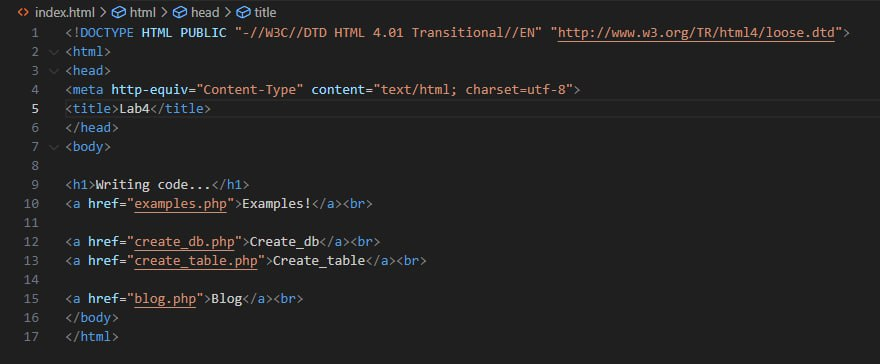 index.html > html > head > title
1 <!DOCTYPE HTML PUBLIC "-//W3C//DTD HTML 4.01 Transitional//EN" "http://www.w3.org/TR/html4/loose.dtd">
2 <html>
3 <head>
4 <meta http-equiv="Content-Type" content="text/html; charset=utf-8">
5 <title>Lab4</title>
6 </head>
7 <body>
8
9 <h1>Writing code...</h1>
10 <a href="examples.php">Examples!</a><br>
11
12 <a href="create_db.php">Create_db</a><br>
13 <a href="create_table.php">Create_table</a><br>
14
15 <a href="blog.php">Blog</a><br>
16 </body>
17 </html>